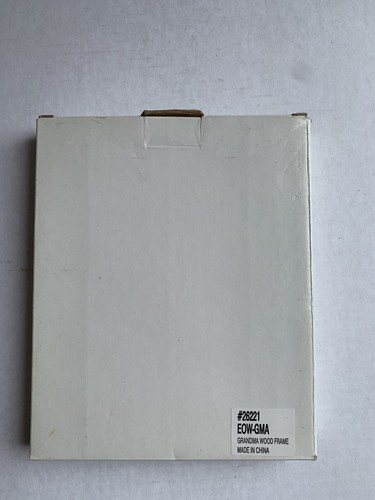 #26221
EOW-GMA
GRANDMA WOOD FRAME
MADE IN CHINA